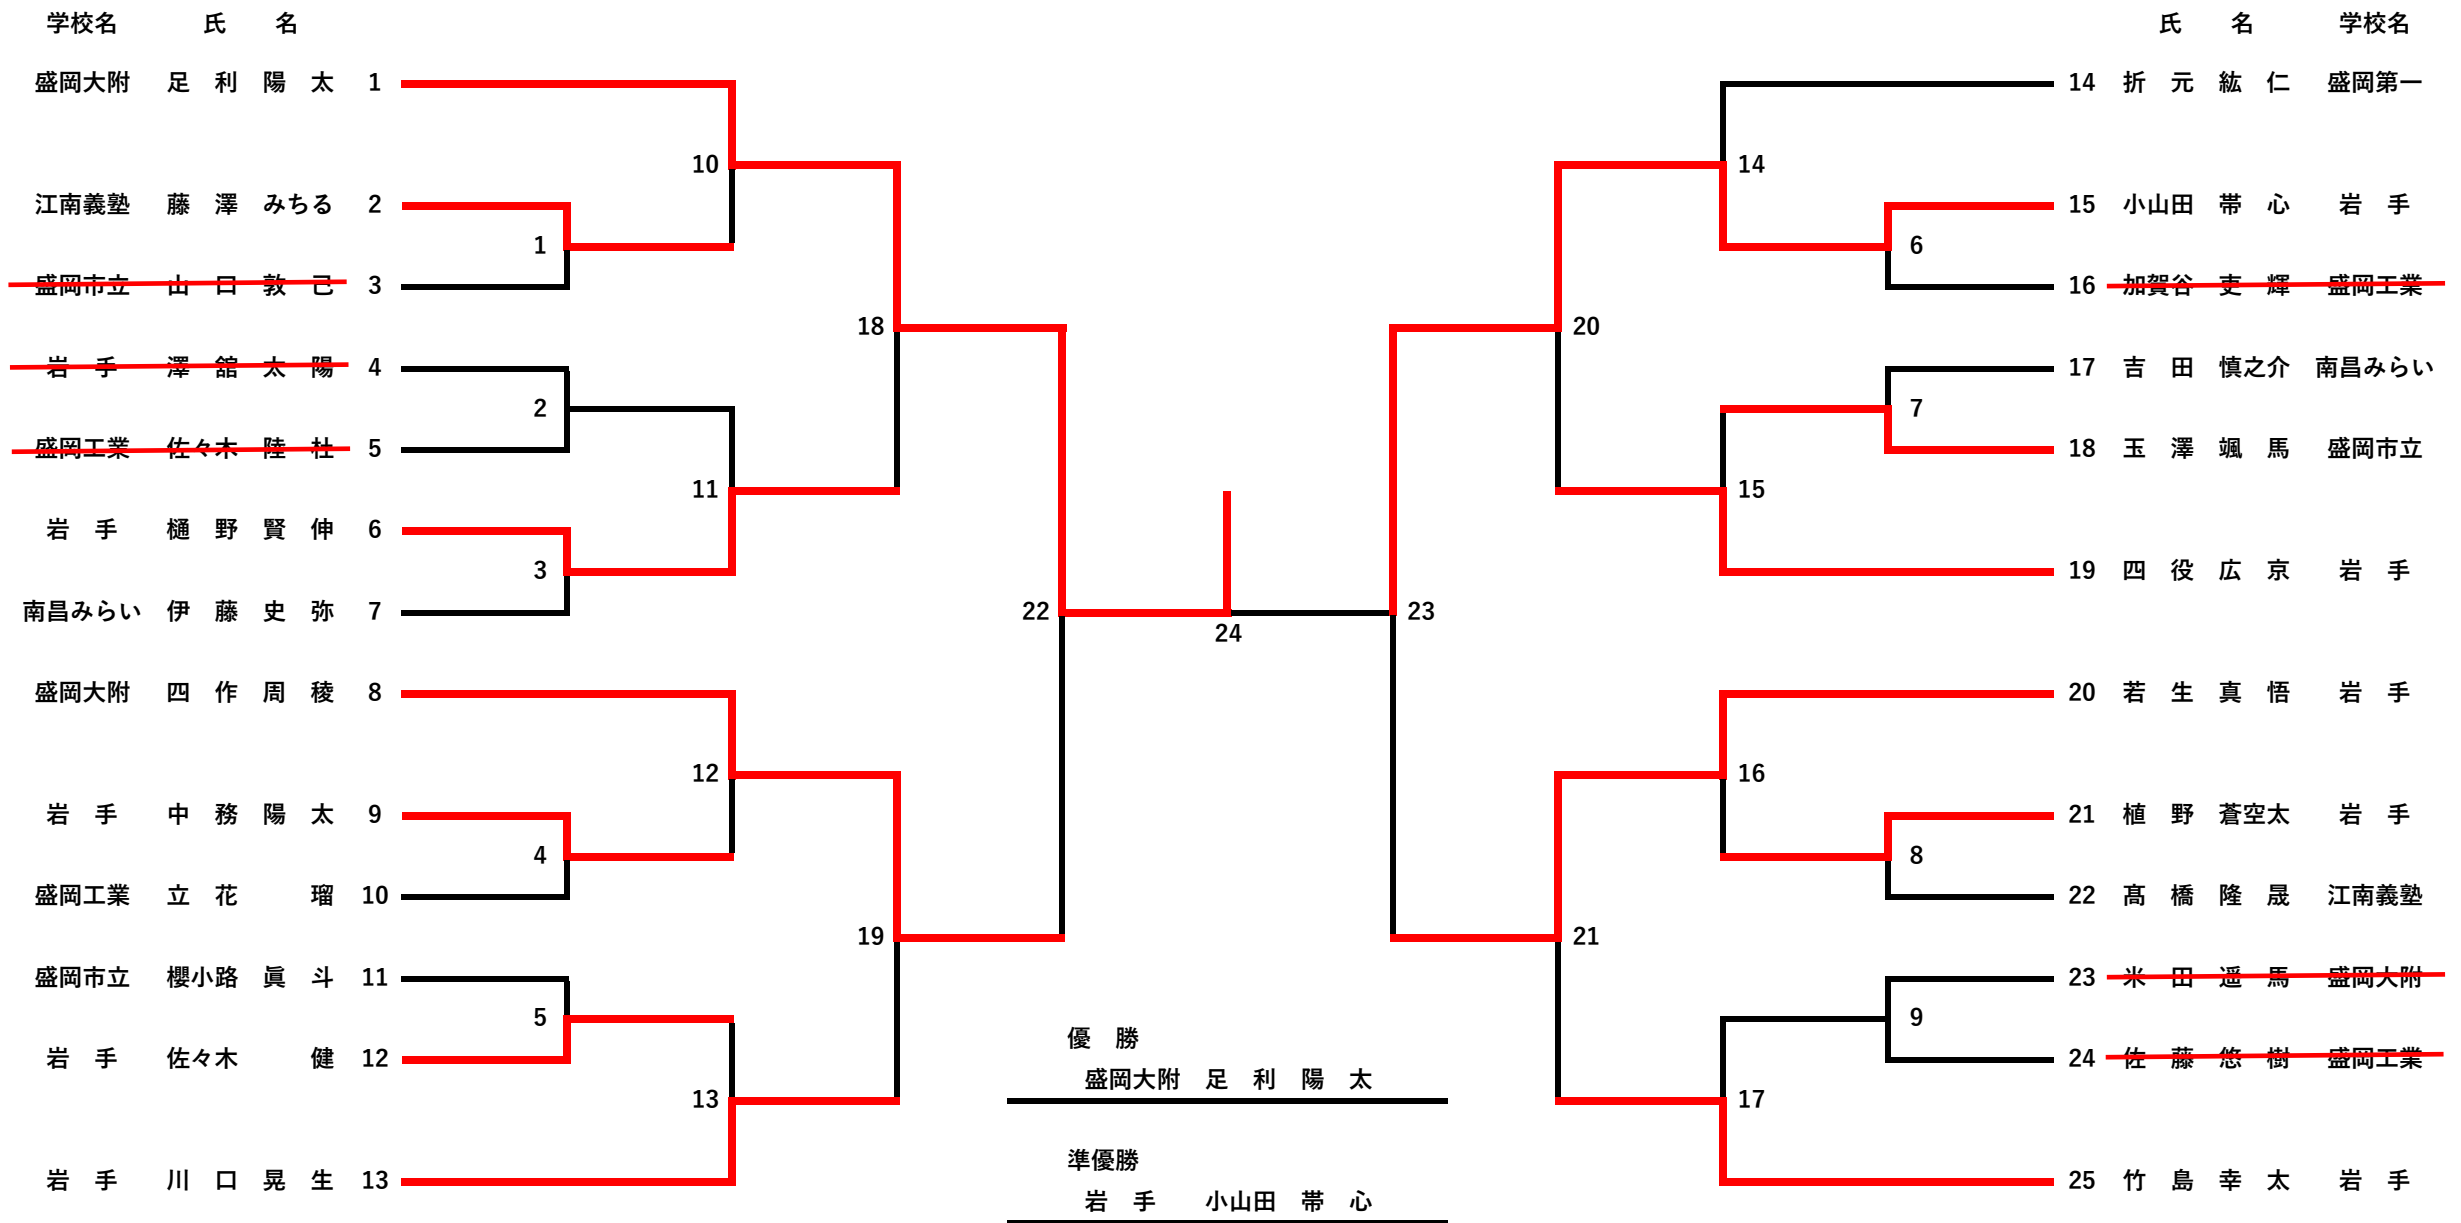 学校名 氏 名
盛岡大附 足 利 陽 太 1
江南義塾 藤 澤 みちる 2
盛岡市立 山 口 敦 己 3
岩 手 澤 舘 太 陽 4
盛岡工業 佐々木 陸 杜 5
岩 手 樋 野 賢 伸 6
南昌みらい 伊 藤 史 弥 7
盛岡大附 四 作 周 稜 8
岩 手 中 務 陽 太 9
盛岡工業 立 花 瑠 10
盛岡市立 櫻小路 眞 斗 11
岩 手 佐々木 健 12
岩 手 川 口 晃 生 13
1
2
3
4
5
10
11
12
13
18
19
22
24
23
20
21
14
15
16
17
6
7
8
9
氏 名 学校名
14 折 元 紘 仁 盛岡第一
15 小山田 帯 心 岩 手
16 加賀谷 吏 輝 盛岡工業
17 吉 田 慎之介 南昌みらい
18 玉 澤 颯 馬 盛岡市立
19 四 役 広 京 岩 手
20 若 生 真 悟 岩 手
21 植 野 蒼空太 岩 手
22 髙 橋 隆 晟 江南義塾
23 米 田 遥 馬 盛岡大附
24 佐 藤 悠 樹 盛岡工業
25 竹 島 幸 太 岩 手
優 勝
盛岡大附 足 利 陽 太
準優勝
岩 手 小山田 帯 心